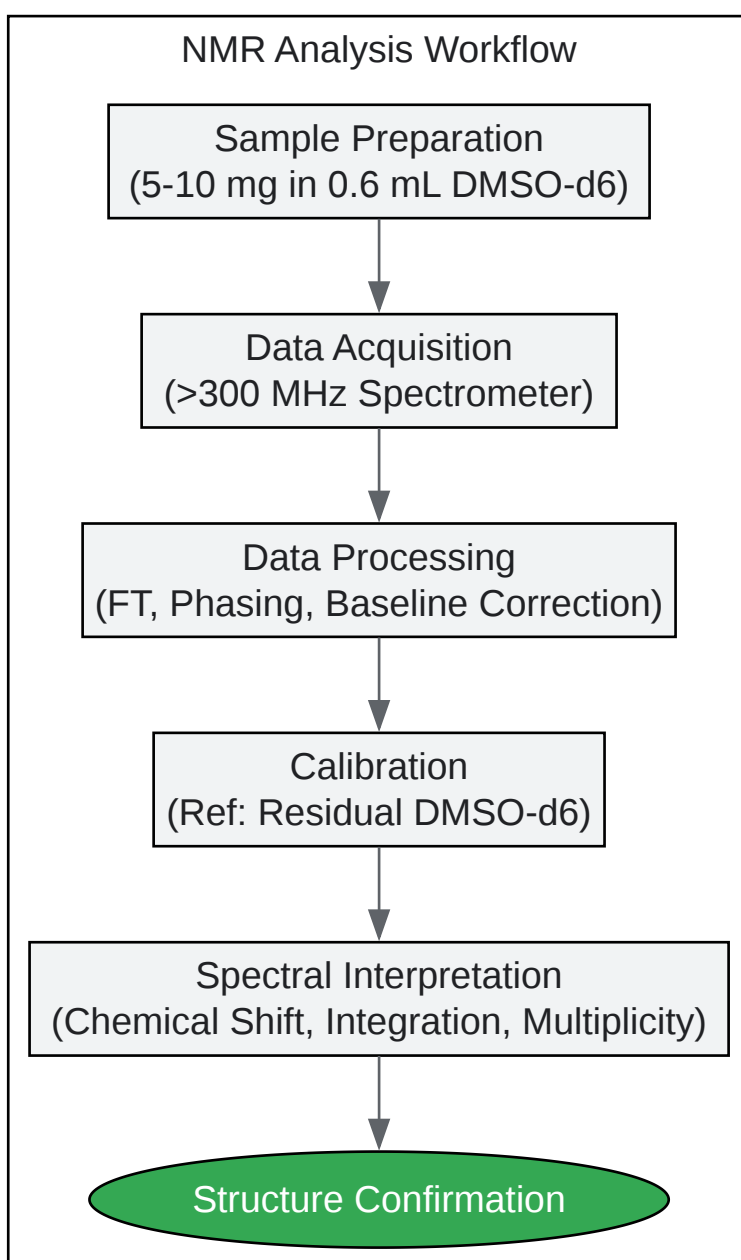 NMR Analysis Workflow
Sample Preparation
(5-10 mg in 0.6 mL DMSO-d6)
Data Acquisition
(>300 MHz Spectrometer)
Data Processing
(FT, Phasing, Baseline Correction)
Calibration
(Ref: Residual DMSO-d6)
Spectral Interpretation
(Chemical Shift, Integration, Multiplicity)
Structure Confirmation